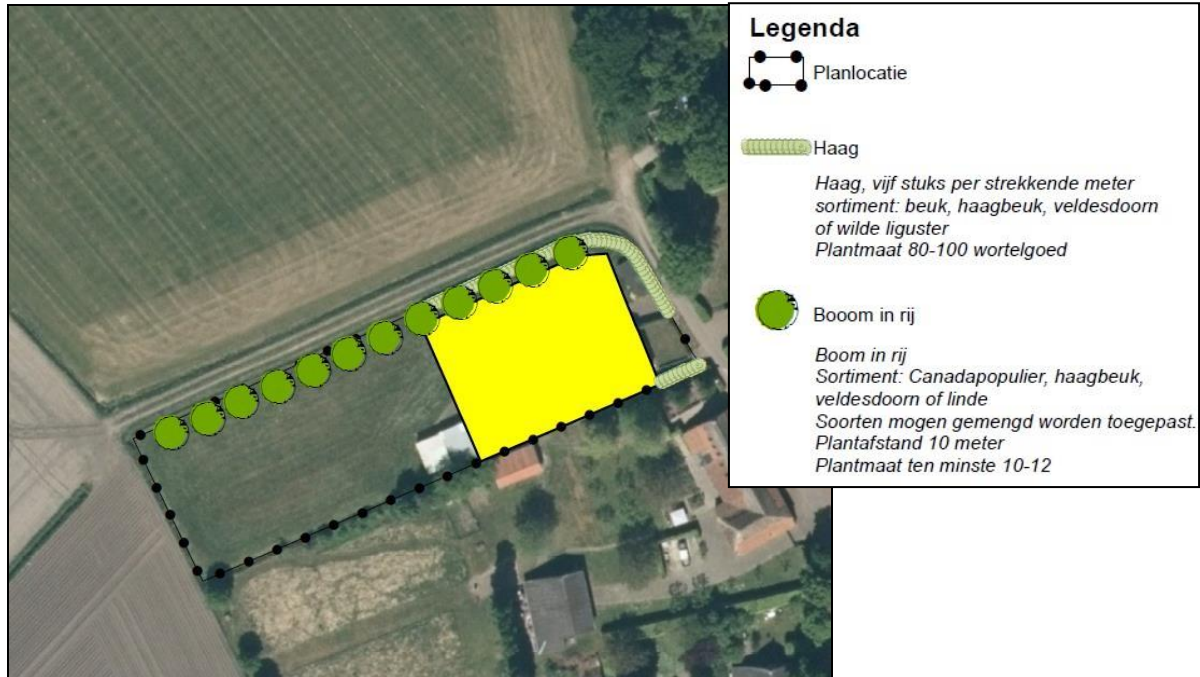 Legenda
Planlocatie
Haag
Haag, vijf stuks per strekkende meter
sortiment: beuk, haagbeuk, veldesdoorn
of wilde liguster
Plantmaat 80-100 wortelgoed
Booom in rij
Boom in rij
Sortiment: Canadapopulier, haagbeuk,
veldesdoorn of linde
Soorten mogen gemengd worden toegepast.
Plantafstand 10 meter
Plantmaat ten minste 10-12